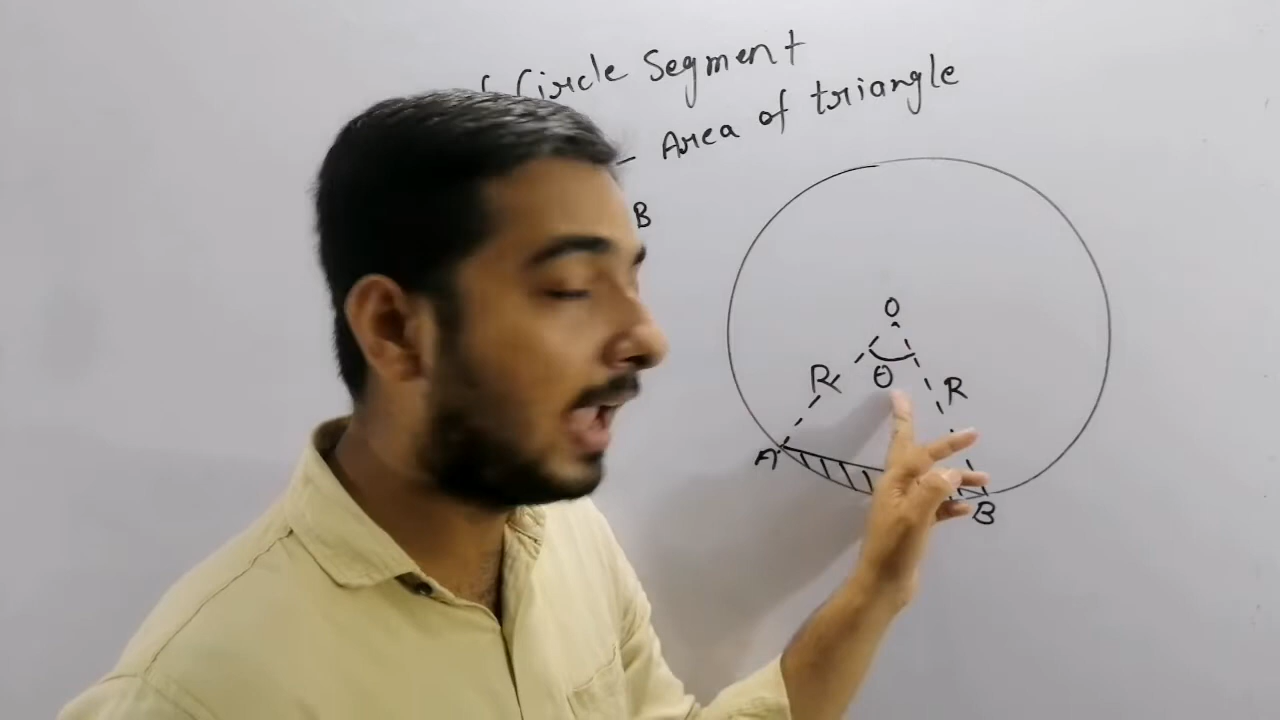 Circle Segment
- Area of triangle
B
O
R
θ
R
A
B